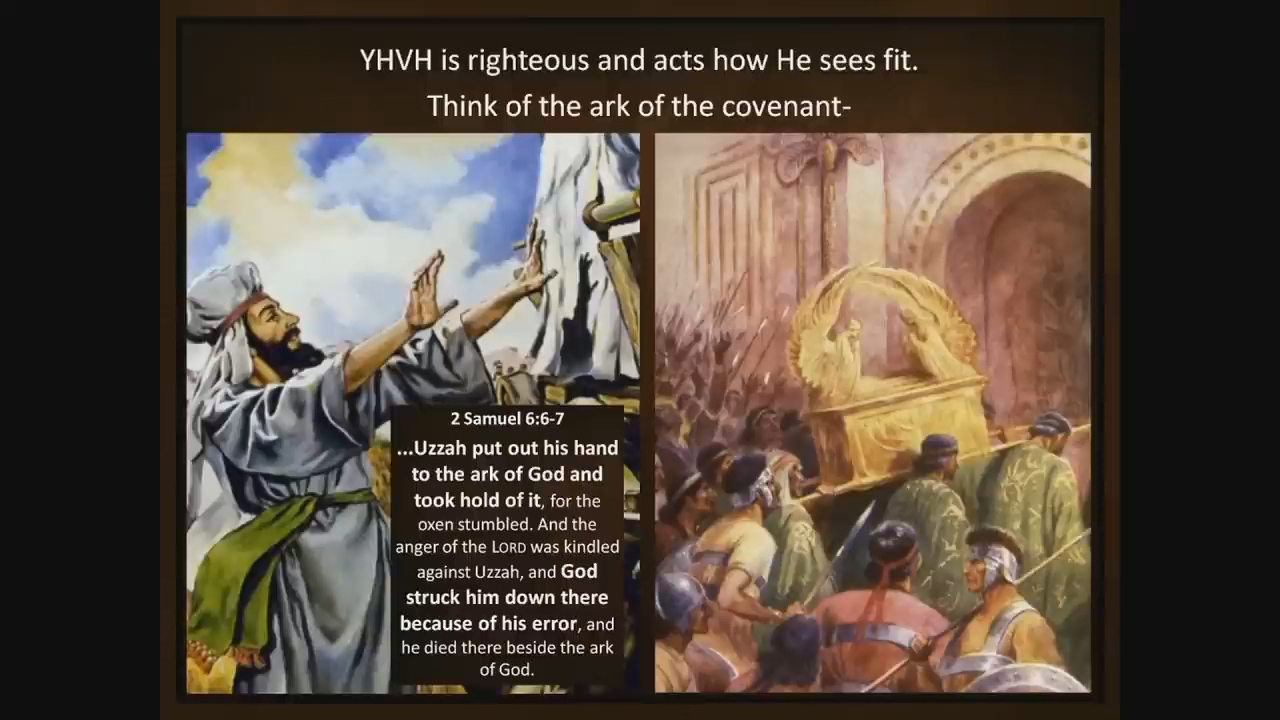 YHVH is righteous and acts how He sees fit.
Think of the ark of the covenant-
2 Samuel 6:6-7
...Uzzah put out his hand
to the ark of God and
took hold of it, for the
oxen stumbled. And the
anger of the LORD was kindled
against Uzzah, and God
struck him down there
because of his error, and
he died there beside the ark
of God.